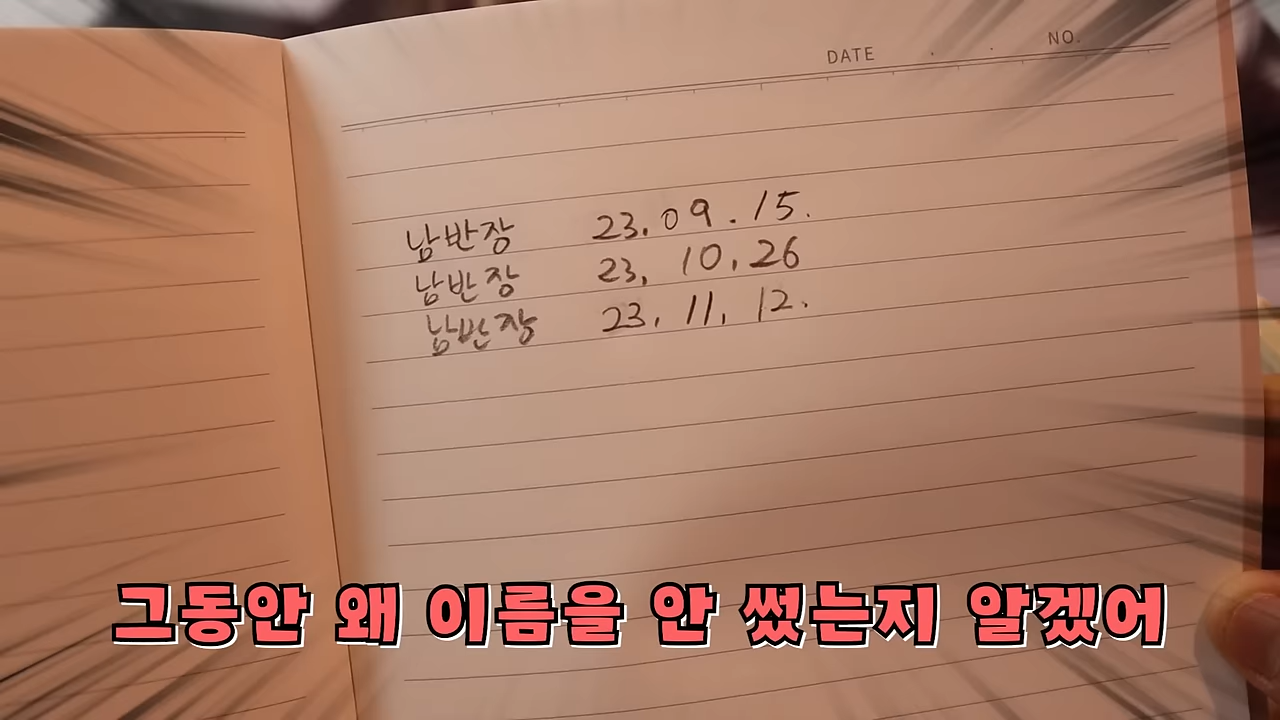 DATE . . NO.
남반장 23.09.15.
남반장 23, 10, 26
남반장 23, 11, 12.
그동안 왜 이름을 안 썼는지 알겠어